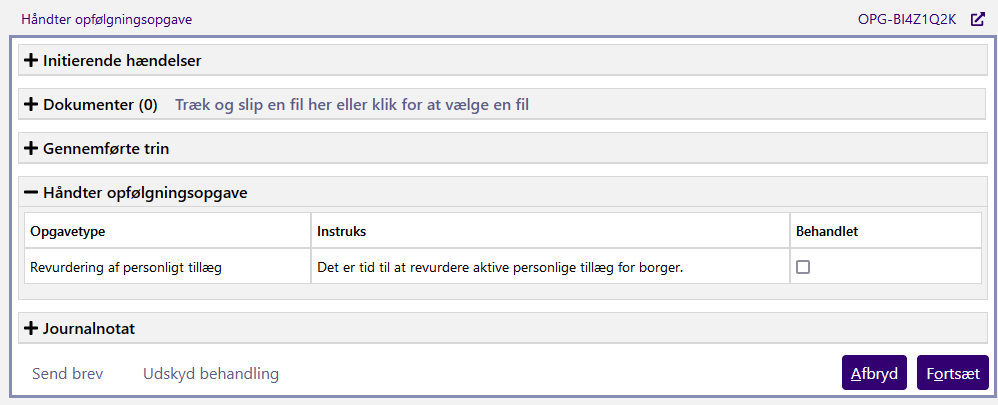 Håndter opfølgningsopgave OPG-BI4Z1Q2K
Initierende hændelser
Dokumenter (0) Træk og slip en fil her eller klik for at vælge en fil
Gennemførte trin
Håndter opfølgningsopgave
Opgavetype Instruks Behandlet
Revurdering af personligt tillæg Det er tid til at revurdere aktive personlige tillæg for borger.
Journalnotat
Send brev Udskyd behandling Afbryd Fortsæt